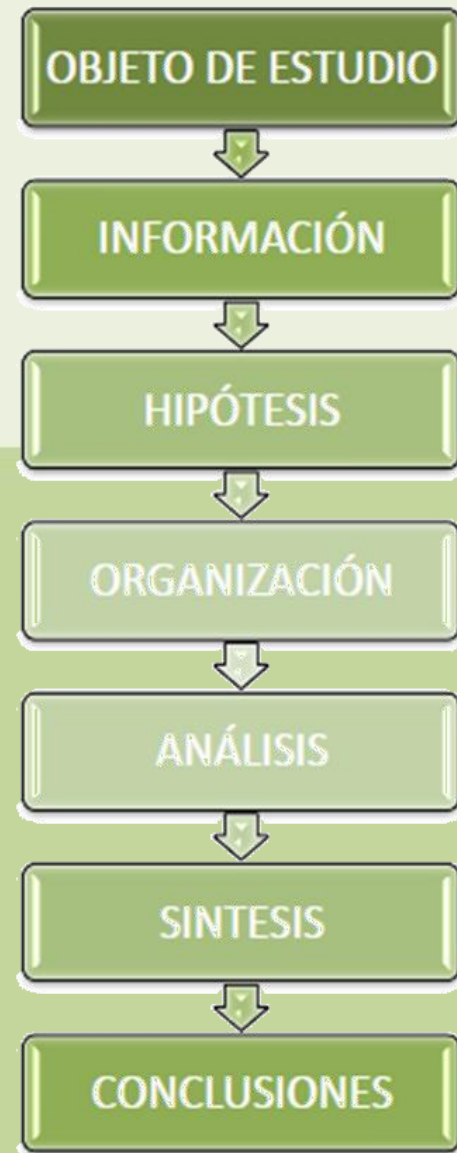 OBJETO DE ESTUDIO
INFORMACIÓN
HIPÓTESIS
ORGANIZACIÓN
ANÁLISIS
SINTESIS
CONCLUSIONES